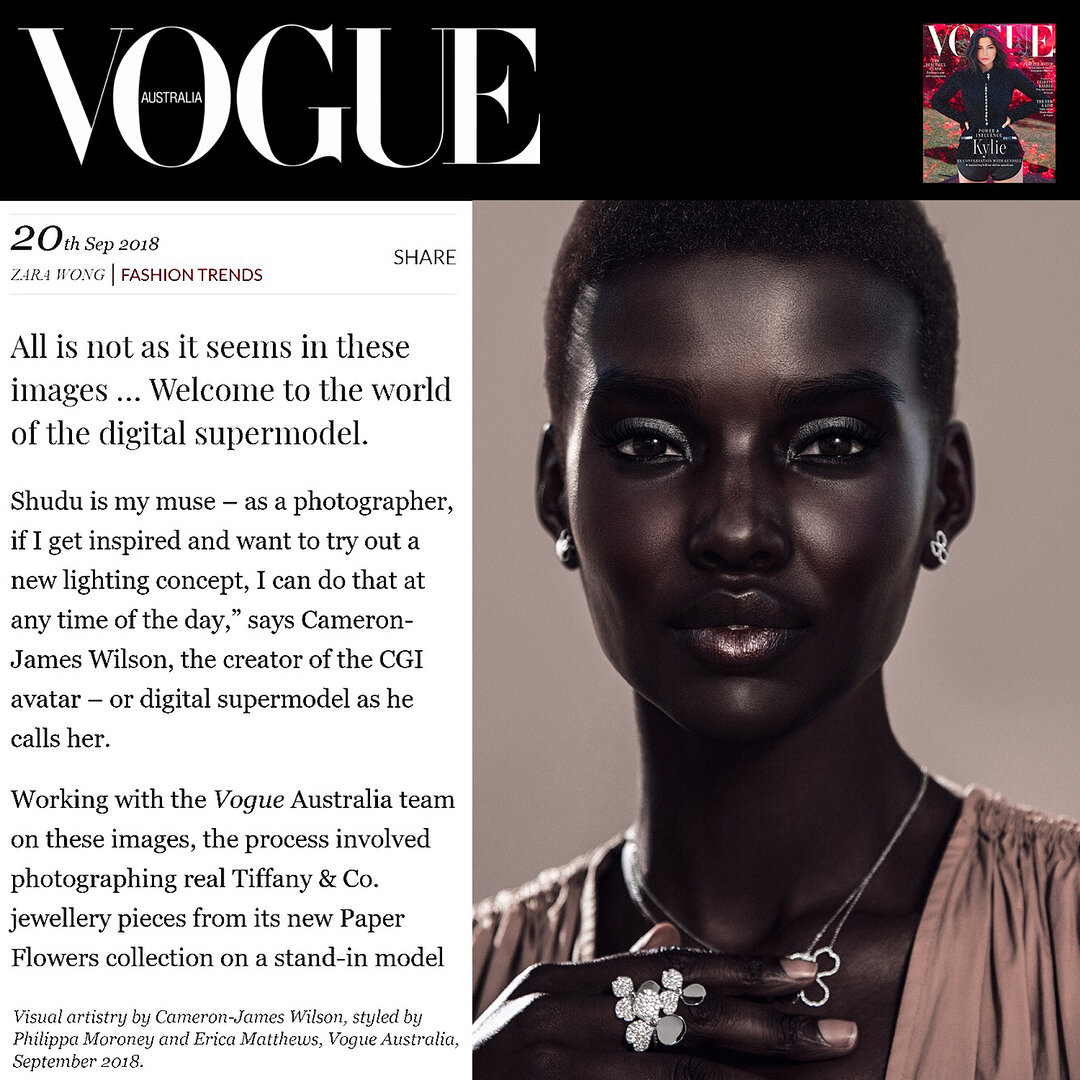 VOGUE
AUSTRALIA
VOGUE
POWER &
INFLUENCE
Kylie
20th Sep 2018
ZARA WONG | FASHION TRENDS
SHARE
All is not as it seems in these
images ... Welcome to the world
of the digital supermodel.
Shudu is my muse – as a photographer,
if I get inspired and want to try out a
new lighting concept, I can do that at
any time of the day,” says Cameron-
James Wilson, the creator of the CGI
avatar – or digital supermodel as he
calls her.
Working with the Vogue Australia team
on these images, the process involved
photographing real Tiffany & Co.
jewellery pieces from its new Paper
Flowers collection on a stand-in model
Visual artistry by Cameron-James Wilson, styled by
Philippa Moroney and Erica Matthews, Vogue Australia,
September 2018.